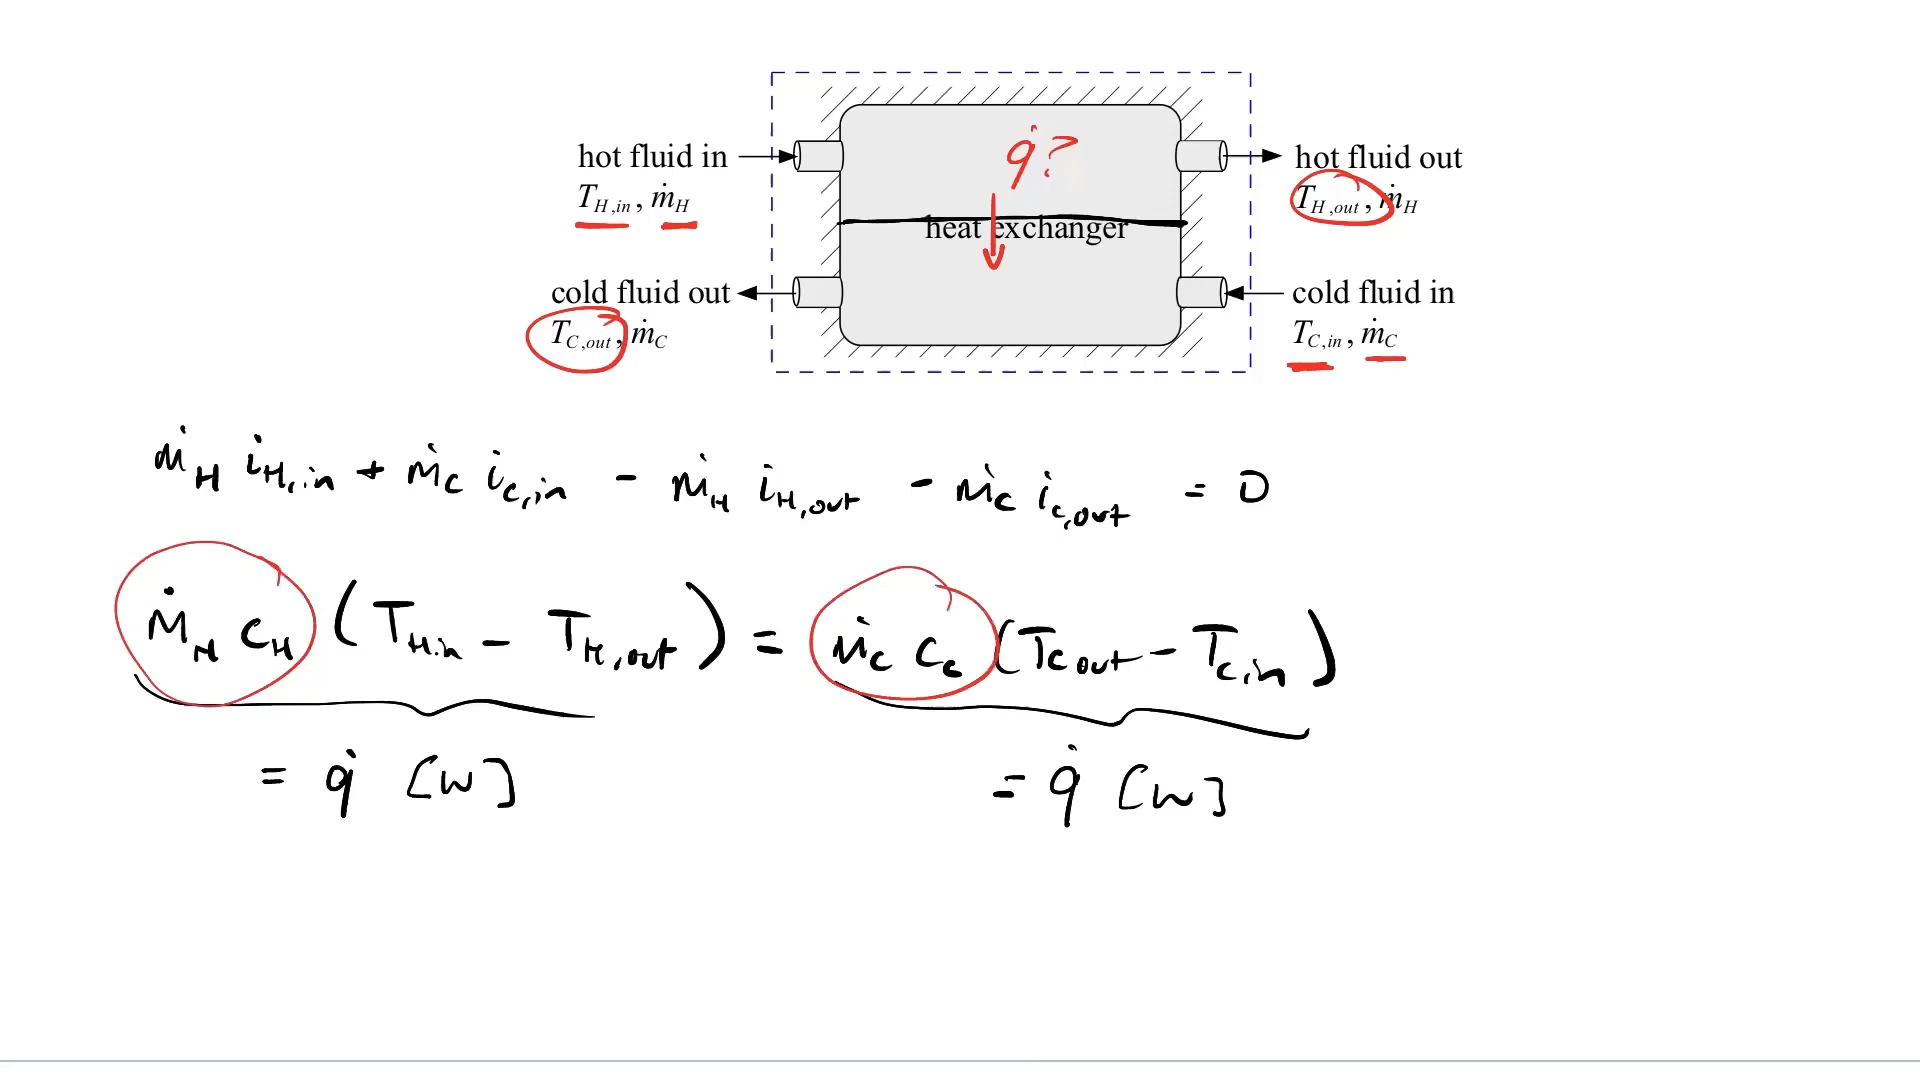 q̇?
hot fluid in
T_{H,in}, ṁ_H
hot fluid out
T_{H,out}, ṁ_H
heat exchanger
cold fluid out
T_{C,out}, ṁ_C
cold fluid in
T_{C,in}, ṁ_C
ṁ_H i_{H,in} + ṁ_C i_{C,in} - ṁ_H i_{H,out} - ṁ_C i_{C,out} = 0
ṁ_H C_H (T_{H,in} - T_{H,out}) = ṁ_C C_C (T_{C,out} - T_{C,in})
= q̇ [W] = q̇ [W]